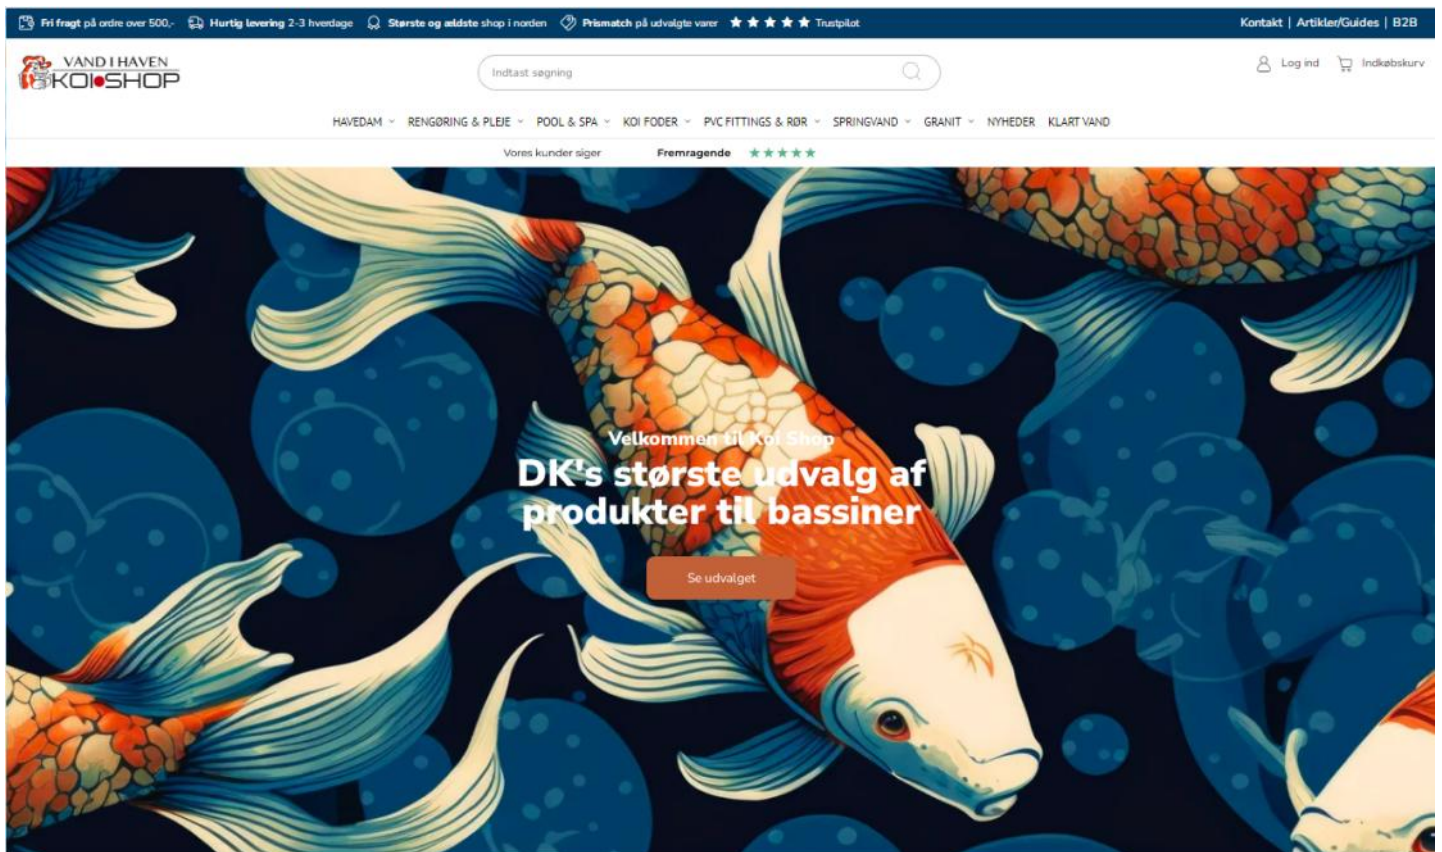 Fri fragt på ordre over 500,- Hurtig levering 2-3 hverdage Største og ældste shop i norden Prismatch på udvalgte varer Trustpilot Kontakt | Artikler/Guides | B2B
VAND I HAVEN
KOI SHOP
Indtast søgning
Log ind Indkøbskurv
HAVEDAM RENGØRING & PLEJE POOL & SPA KOI FODER PVC FITTINGS & RØR SPRINGVAND GRANIT NYHEDER KLART VAND
Vores kunder siger Fremragende
Velkommen til Koi Shop
DK's største udvalg af
produkter til bassiner
Se udvalget